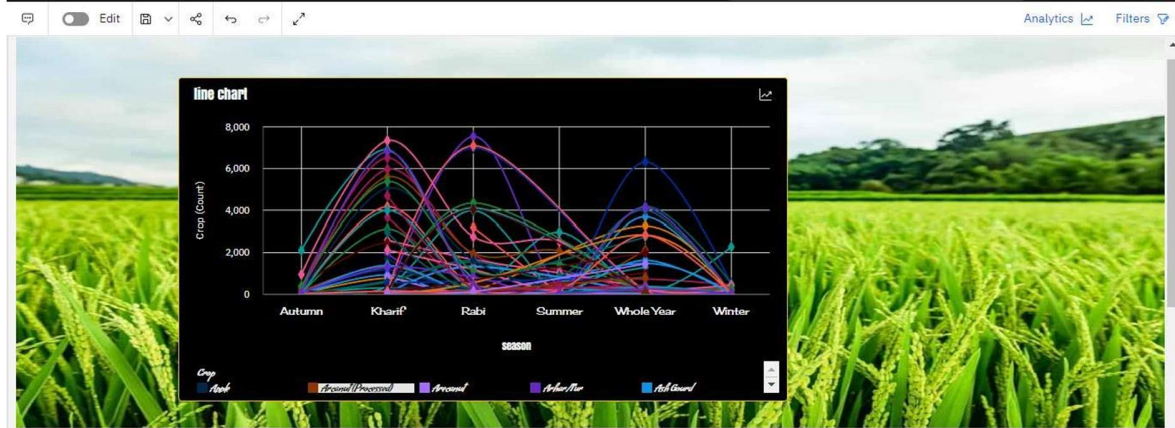 Edit
Analytics
Filters
line chart
8,000
6,000
4,000
2,000
0
Crop (Count)
Autumn Kharif Rabi Summer Whole Year Winter
season
Crop
Apple Arcanut (Processed) Arecanut Arhar/Tur Ash Gourd